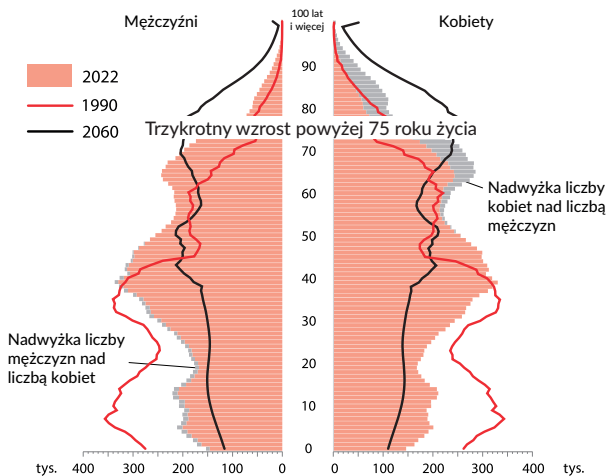 Mężczyźni
100 lat
i więcej
Kobiety
2022
1990
2060
90
80
Trzykrotny wzrost powyżej 75 roku życia
70
60
50
40
30
20
10
0
Nadwyżka liczby
kobiet nad liczbą
mężczyzn
Nadwyżka liczby
mężczyzn nad
liczbą kobiet
tys. 400 300 200 100 0 0 100 200 300 400 tys.